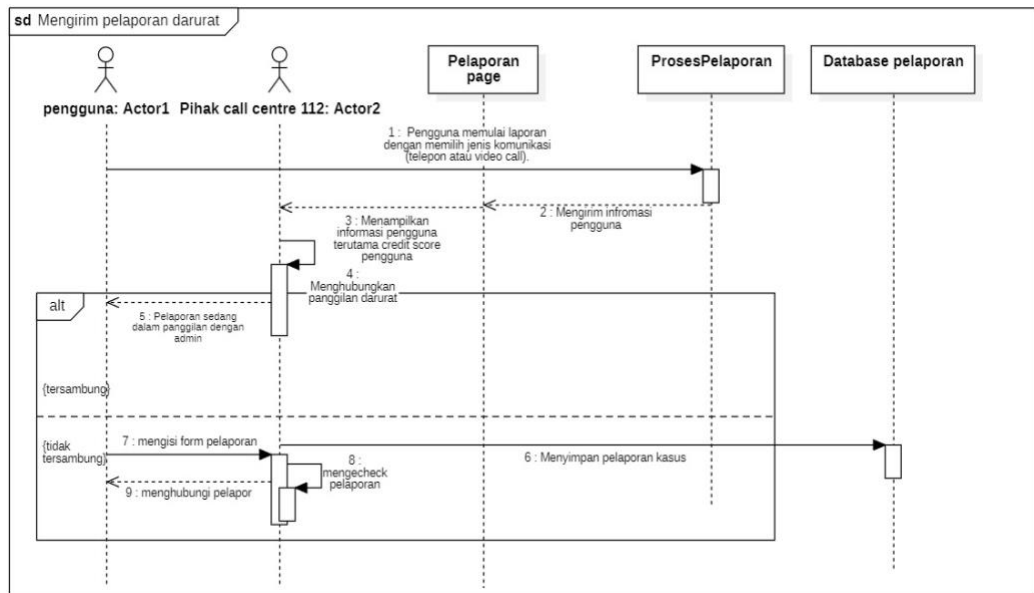 sd Mengirim pelaporan darurat
pengguna: Actor1
Pihak call centre 112: Actor2
Pelaporan
page
ProsesPelaporan
Database pelaporan
1 : Pengguna memulai laporan
dengan memilih jenis komunikasi
(telepon atau video call).
2 : Mengirim infromasi
pengguna
3 : Menampilkan
informasi pengguna
terutama credit score
pengguna
4 :
Menghubungkan
panggilan darurat
alt
5 : Pelaporan sedang
dalam panggilan dengan
admin
{tersambung}
{tidak
tersambung}
7 : mengisi form pelaporan
8 :
mengecheck
pelaporan
6 : Menyimpan pelaporan kasus
9 : menghubungi pelapor